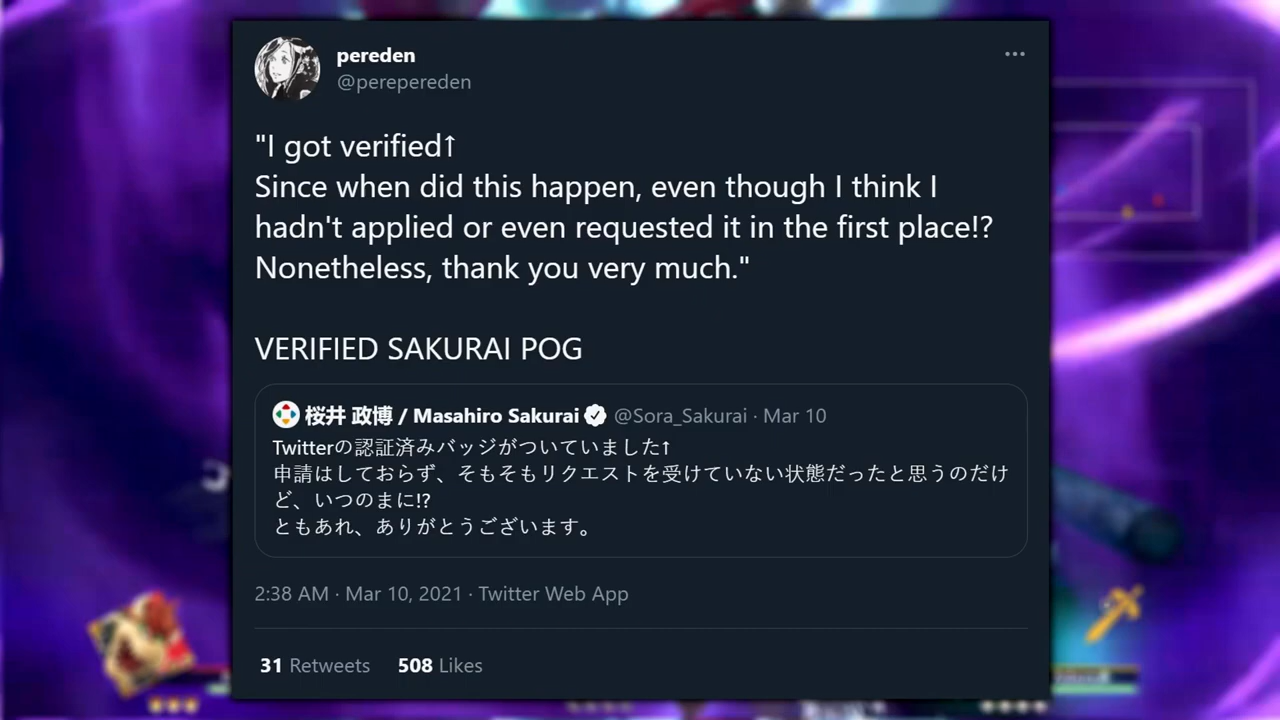 pereden
@perepereden
"I got verified↑
Since when did this happen, even though I think I
hadn't applied or even requested it in the first place!?
Nonetheless, thank you very much."
VERIFIED SAKURAI POG
桜井 政博 / Masahiro Sakurai @Sora_Sakurai · Mar 10
Twitterの認証済みバッジがついていました↑
申請はしておらず、そもそもリクエストを受けていない状態だったと思うのだけ
ど、いつのまに!?
ともあれ、ありがとうございます。
2:38 AM · Mar 10, 2021 · Twitter Web App
31 Retweets 508 Likes